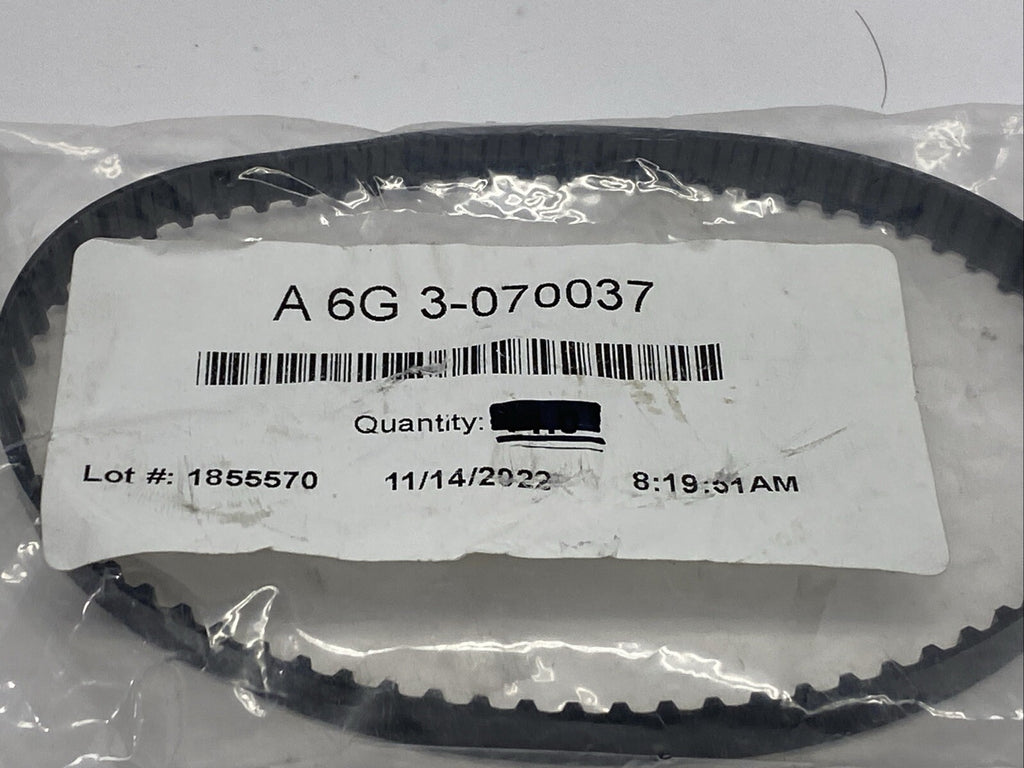 A 6G 3-070037
Quantity:
Lot #: 1855570 11/14/2022 8:19:51AM